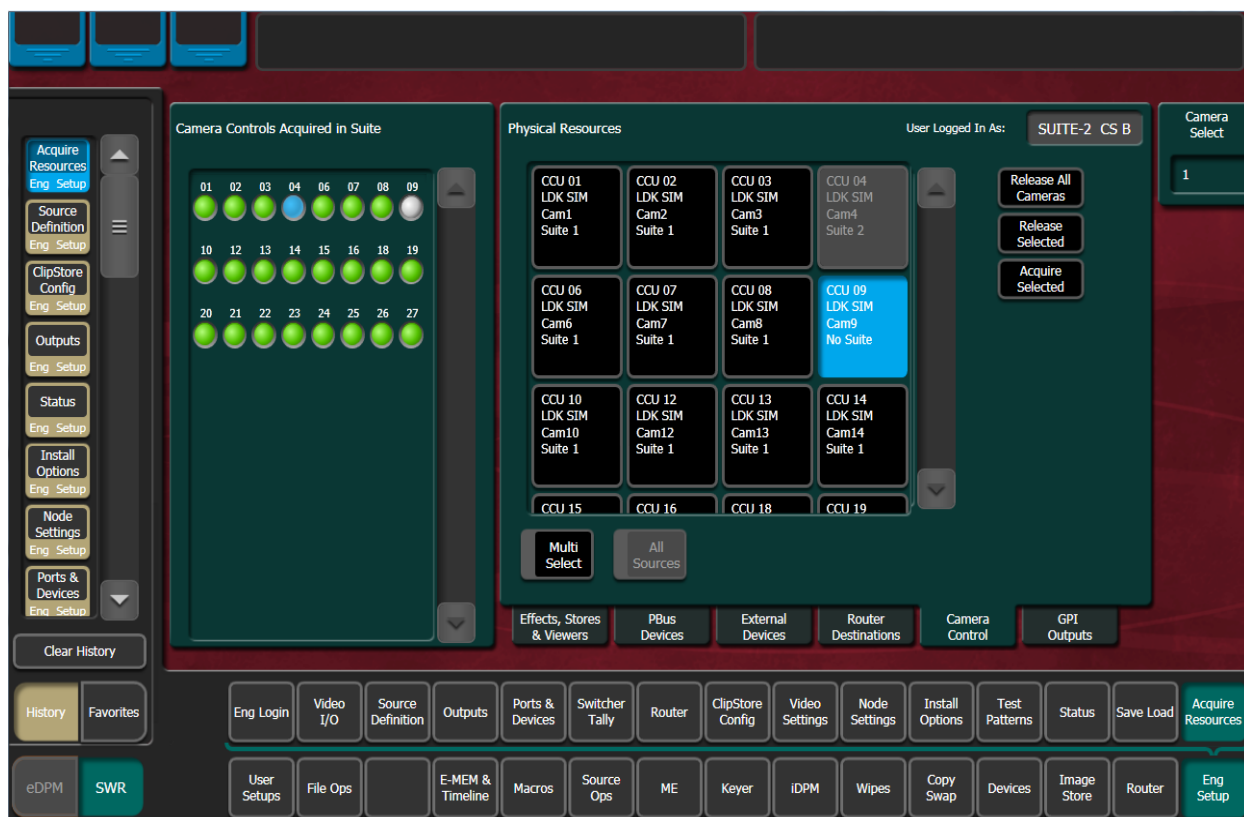 Acquire
Resources
Eng Setup
Source
Definition
Eng Setup
ClipStore
Config
Eng Setup
Outputs
Eng Setup
Status
Eng Setup
Install
Options
Eng Setup
Node
Settings
Eng Setup
Ports &
Devices
Eng Setup
Clear History
History
Favorites
eDPM
SWR
Camera Controls Acquired in Suite
01 02 03 04 06 07 08 09
10 12 13 14 15 16 18 19
20 21 22 23 24 25 26 27
Physical Resources
User Logged In As:
SUITE-2 CS B
CCU 01
LDK SIM
Cam1
Suite 1
CCU 02
LDK SIM
Cam2
Suite 1
CCU 03
LDK SIM
Cam3
Suite 1
CCU 04
LDK SIM
Cam4
Suite 2
CCU 06
LDK SIM
Cam6
Suite 1
CCU 07
LDK SIM
Cam7
Suite 1
CCU 08
LDK SIM
Cam8
Suite 1
CCU 09
LDK SIM
Cam9
No Suite
CCU 10
LDK SIM
Cam10
Suite 1
CCU 12
LDK SIM
Cam12
Suite 1
CCU 13
LDK SIM
Cam13
Suite 1
CCU 14
LDK SIM
Cam14
Suite 1
CCU 15
CCU 16
CCU 18
CCU 19
Release All
Cameras
Release
Selected
Acquire
Selected
Multi
Select
All
Sources
Effects, Stores
& Viewers
PBus
Devices
External
Devices
Router
Destinations
Camera
Control
GPI
Outputs
Camera
Select
1
Eng Login
Video
I/O
Source
Definition
Outputs
Ports &
Devices
Switcher
Tally
Router
ClipStore
Config
Video
Settings
Node
Settings
Install
Options
Test
Patterns
Status
Save Load
Acquire
Resources
User
Setups
File Ops
E-MEM &
Timeline
Macros
Source
Ops
ME
Keyer
iDPM
Wipes
Copy
Swap
Devices
Image
Store
Router
Eng
Setup